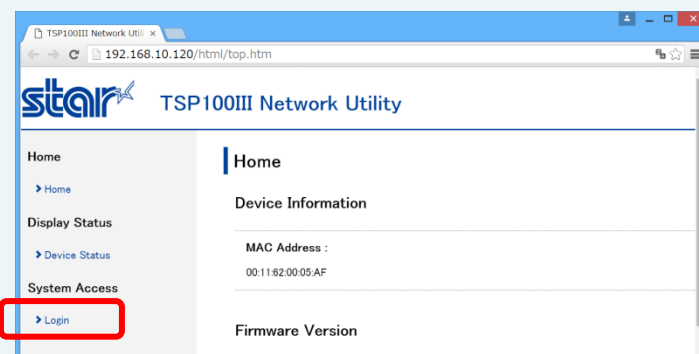 TSP100III Network Utili
192.168.10.120/html/top.htm
star TSP100III Network Utility
Home
Home
Display Status
Device Status
System Access
Login
Home
Device Information
MAC Address :
00:11:62:00:05:AF
Firmware Version